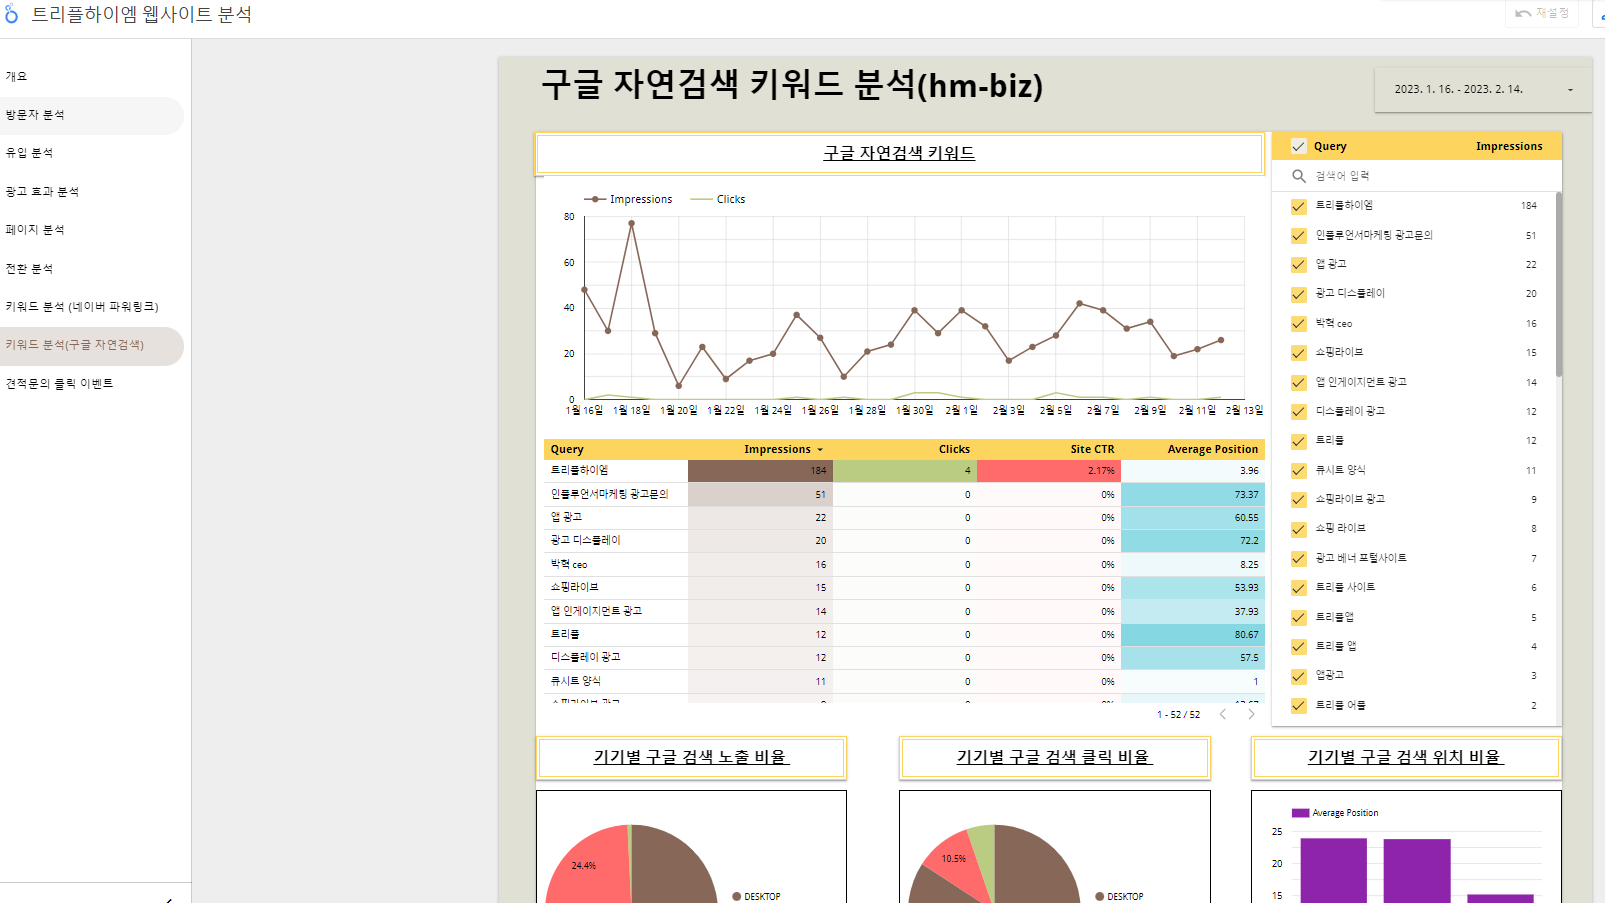 트리플하이엠 웹사이트 분석
재설정
개요
방문자 분석
유입 분석
광고 효과 분석
페이지 분석
전환 분석
키워드 분석 (네이버 파워링크)
키워드 분석(구글 자연검색)
견적문의 클릭 이벤트
구글 자연검색 키워드 분석(hm-biz)
2023. 1. 16. - 2023. 2. 14.
구글 자연검색 키워드
Impressions
Clicks
80
60
40
20
0
1월 16일 1월 18일 1월 20일 1월 22일 1월 24일 1월 26일 1월 28일 1월 30일 2월 1일 2월 3일 2월 5일 2월 7일 2월 9일 2월 11일 2월 13일
Query Impressions Clicks Site CTR Average Position
트리플하이엠 184 4 2.17% 3.96
인플루언서마케팅 광고문의 51 0 0% 73.37
앱 광고 22 0 0% 60.55
광고 디스플레이 20 0 0% 72.2
박혁 ceo 16 0 0% 8.25
쇼핑라이브 15 0 0% 53.93
앱 인게이지먼트 광고 14 0 0% 37.93
트리플 12 0 0% 80.67
디스플레이 광고 12 0 0% 57.5
큐시트 양식 11 0 0% 1
1 - 52 / 52
Query Impressions
검색어 입력
트리플하이엠 184
인플루언서마케팅 광고문의 51
앱 광고 22
광고 디스플레이 20
박혁 ceo 16
쇼핑라이브 15
앱 인게이지먼트 광고 14
디스플레이 광고 12
트리플 12
큐시트 양식 11
쇼핑라이브 광고 9
쇼핑 라이브 8
광고 베너 포털사이트 7
트리플 사이트 6
트리플앱 5
트리플 앱 4
앱광고 3
트리플 어플 2
기기별 구글 검색 노출 비율
24.4%
DESKTOP
기기별 구글 검색 클릭 비율
10.5%
DESKTOP
기기별 구글 검색 위치 비율
Average Position
25
20
15